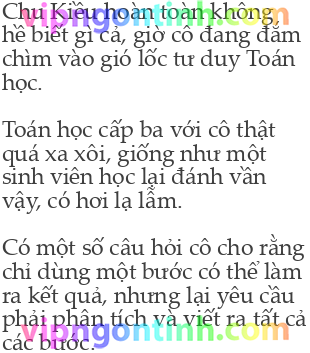 Chu Kiều hoàn toàn không
hề biết gì cả, giờ cô đang đắm
chìm vào gió lốc tư duy Toán
học.
Toán học cấp ba với cô thật
quá xa xôi, giống như một
sinh viên học lại đánh vần
vậy, có hơi lạ lẫm.
Có một số câu hỏi cô cho rằng
chỉ dùng một bước có thể làm
ra kết quả, nhưng lại yêu cầu
phải phân tích và viết ra tất cả
các bước.
vipngontinh.com
vipngontinh.com